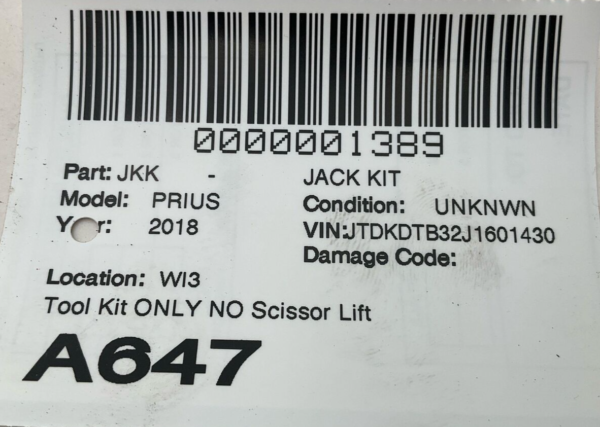 0000001389
Part: JKK - JACK KIT
Model: PRIUS Condition: UNKNWN
Y r: 2018 VIN:JTDKDTB32J1601430
Damage Code:
Location: WI3
Tool Kit ONLY NO Scissor Lift
A647